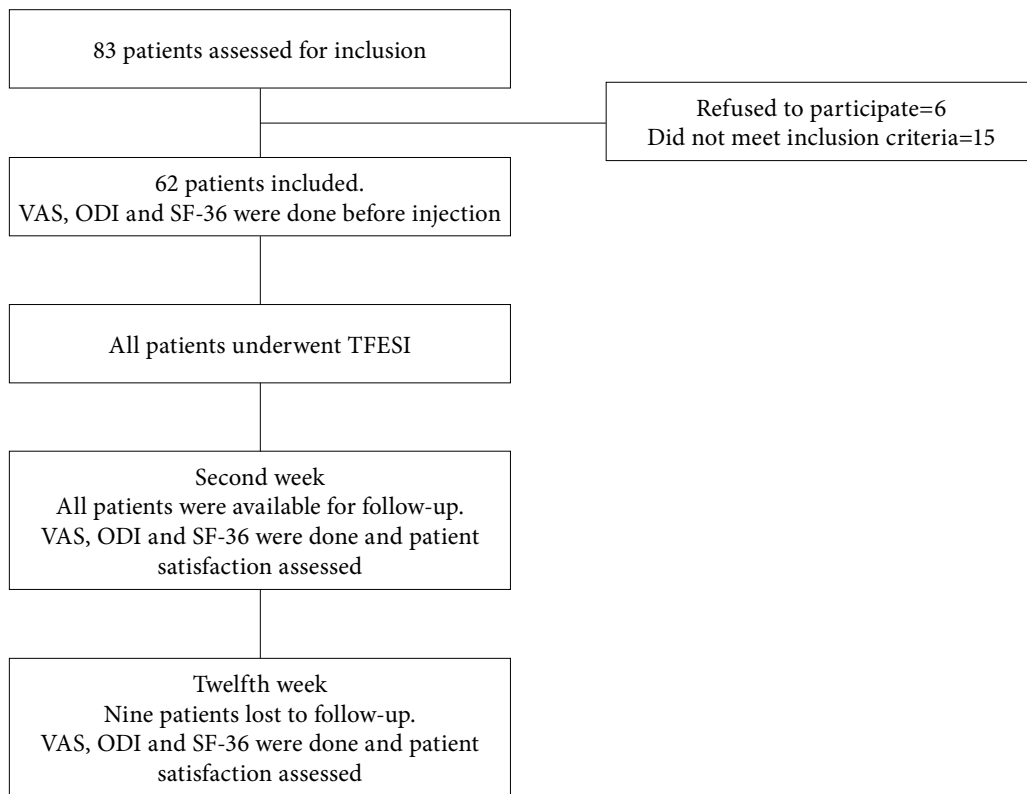 83 patients assessed for inclusion
Refused to participate=6
Did not meet inclusion criteria=15
62 patients included.
VAS, ODI and SF-36 were done before injection
All patients underwent TFESI
Second week
All patients were available for follow-up.
VAS, ODI and SF-36 were done and patient
satisfaction assessed
Twelfth week
Nine patients lost to follow-up.
VAS, ODI and SF-36 were done and patient
satisfaction assessed